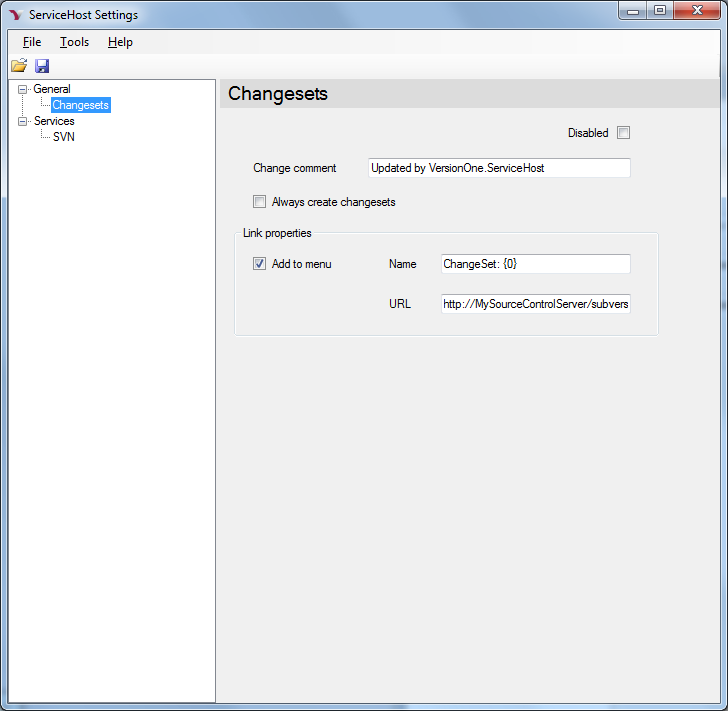 ServiceHost Settings
File Tools Help
General
Changesets
Services
SVN
Changesets
Disabled
Change comment Updated by VersionOne.ServiceHost
Always create changesets
Link properties
Add to menu Name ChangeSet: {0}
URL http://MySourceControlServer/subvers